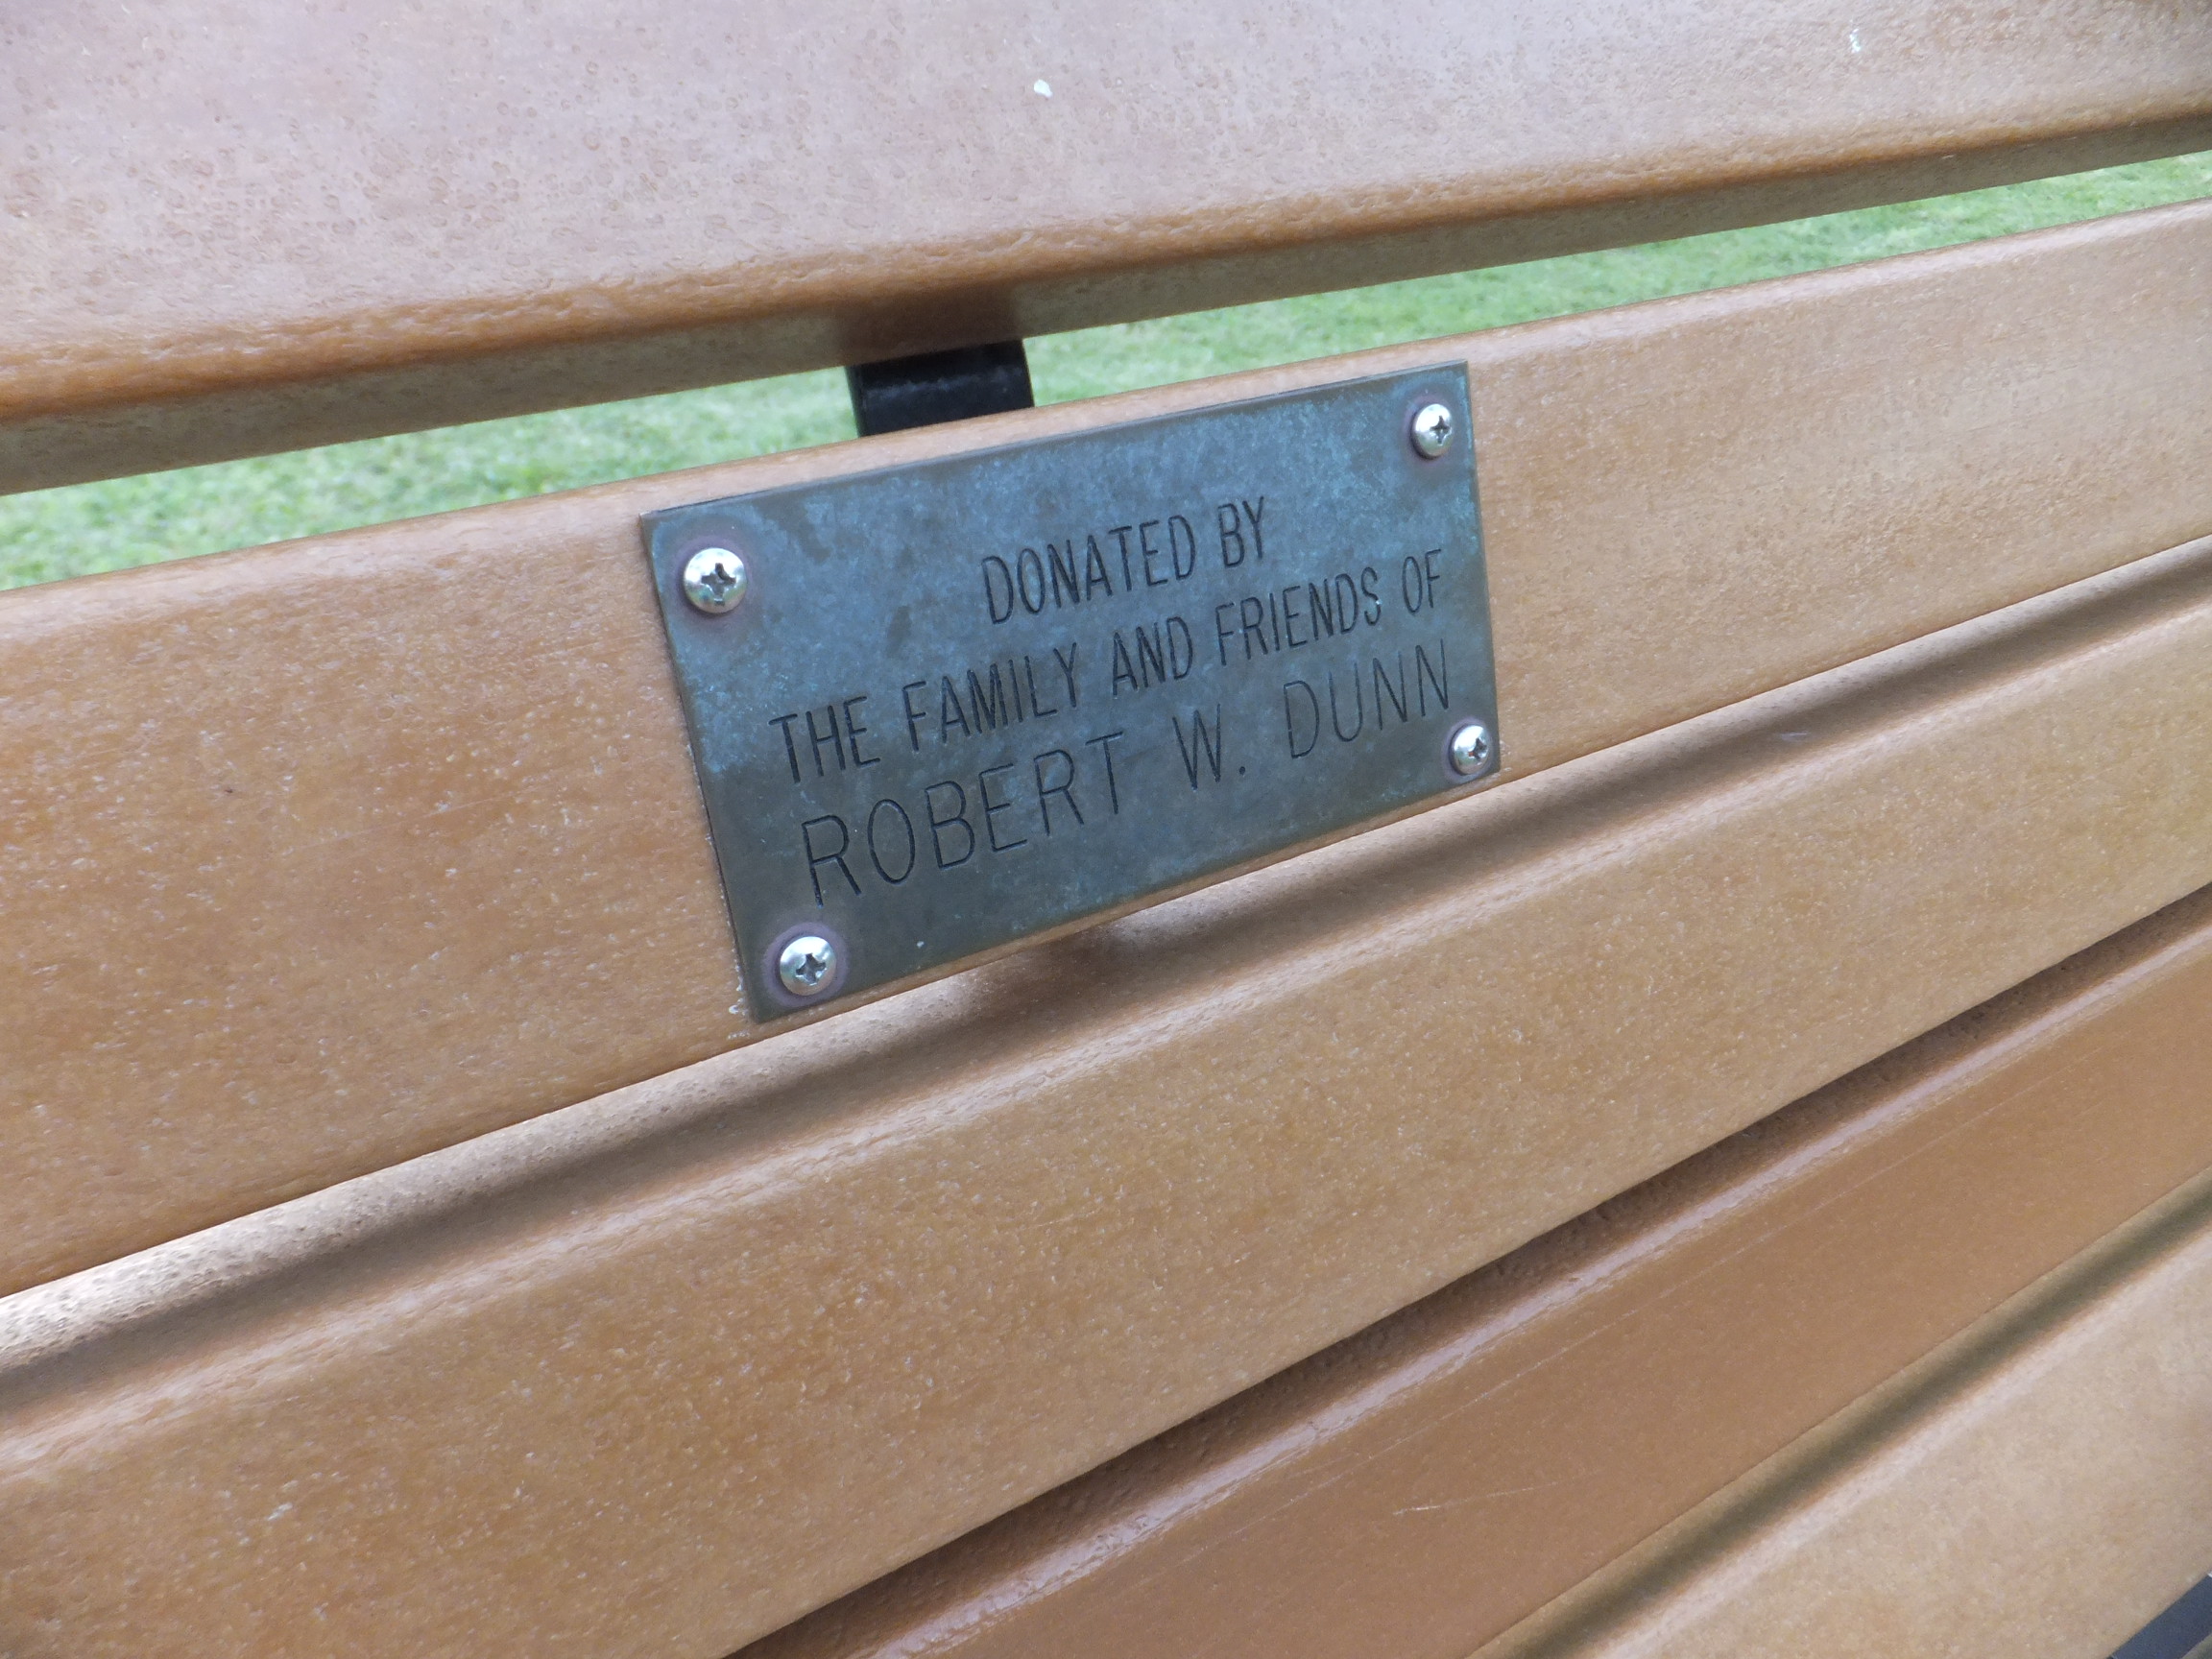 DONATED BY
THE FAMILY AND FRIENDS OF
ROBERT W. DUNN